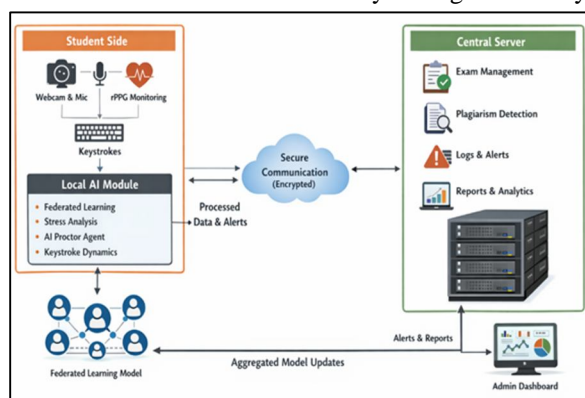 Student Side
Webcam & Mic
rPPG Monitoring
Keystrokes
Local AI Module
Federated Learning
Stress Analysis
AI Proctor Agent
Keystroke Dynamics
Processed
Data & Alerts
Secure
Communication
(Encrypted)
Central Server
Exam Management
Plagiarism Detection
Logs & Alerts
Reports & Analytics
Federated Learning Model
Aggregated Model Updates
Alerts & Reports
Admin Dashboard